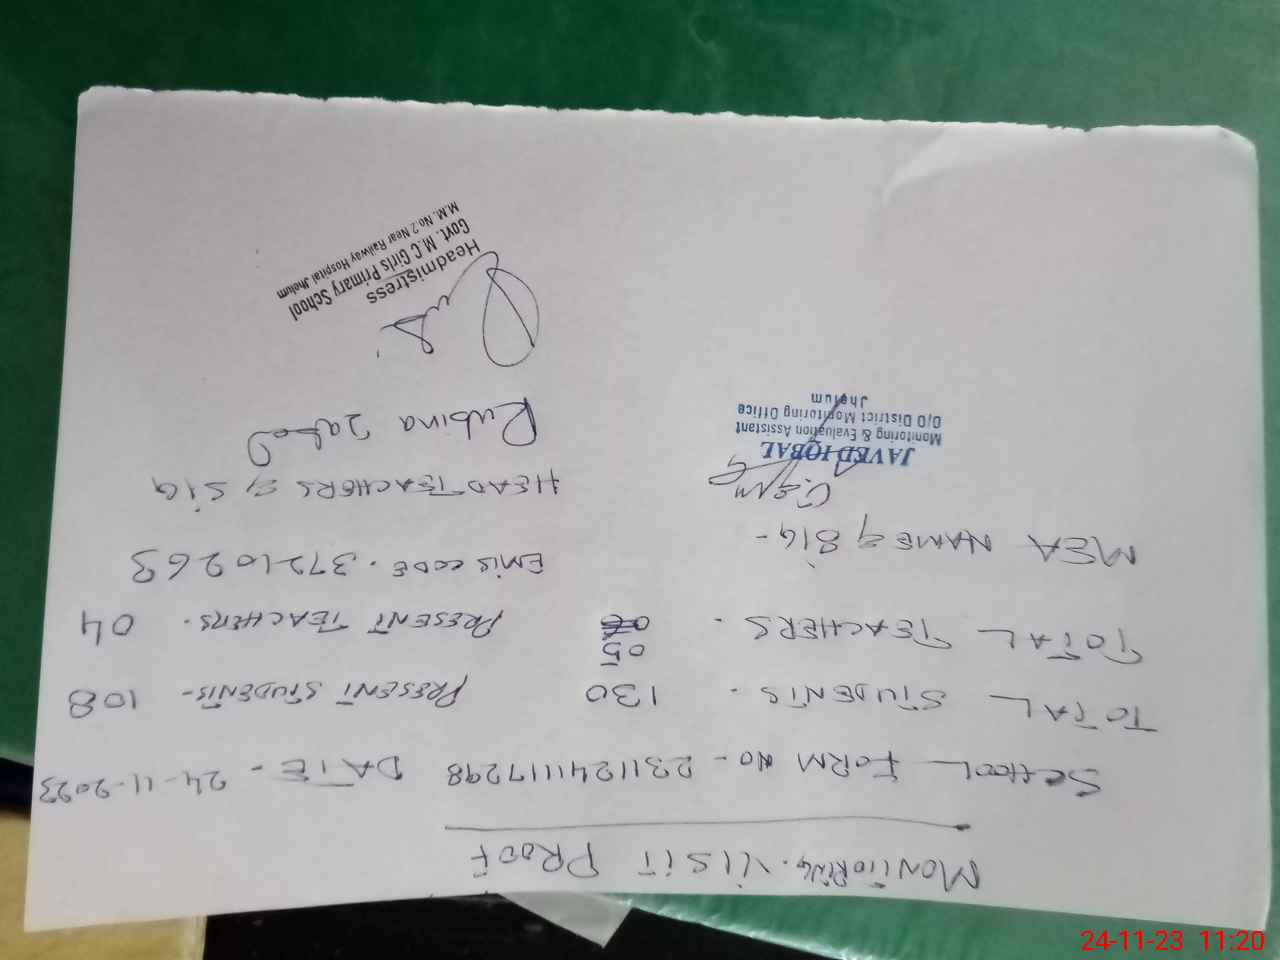 MONITORING. VISIT PROOF
SCHOOL FORM NO - 2311241117298 DATE - 24-11-2023
TOTAL STUDENTS . 130 PRESENT STUDENTS - 108
05
TOTAL TEACHERS . PRESENT TEACHERS. 04
EMIS CODE. 37210263
MEA NAME & SIG -
HEAD TEACHERS & SIG
JAVED IQBAL
Monitoring & Evaluation Assistant
O/O District Monitoring Office
Jhelum
Rubina
Headmistress
Govt. M.C Girls Primary School
M.M. No.2 Near Railway Hospital Jhelum
24-11-23 11:20